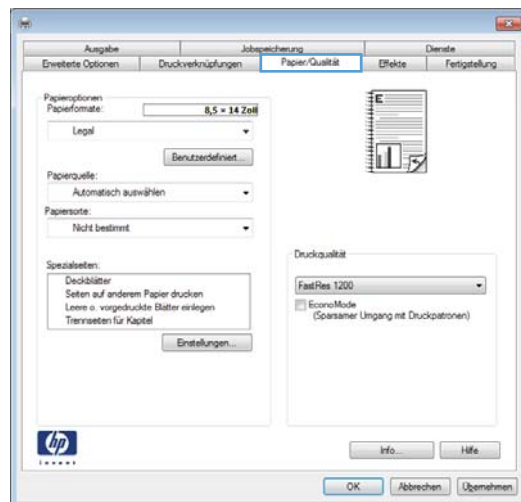 Ausgabe
Jobspeicherung
Dienste
Erweiterte Optionen
Druckverknüpfungen
Papier/Qualität
Effekte
Fertigstellung
Papieroptionen
Papierformate:
8,5 × 14 Zoll
Legal
Benutzerdefiniert...
Papierquelle:
Automatisch auswählen
Papiersorte:
Nicht bestimmt
Spezialseiten:
Deckblätter
Seiten auf anderem Papier drucken
Leere o. vorgedruckte Blätter einlegen
Trennseiten für Kapitel
Einstellungen...
E
Druckqualität
FastRes 1200
EconoMode
(Sparsamer Umgang mit Druckpatronen)
hp
invent
Info...
Hilfe
OK
Abbrechen
Übernehmen